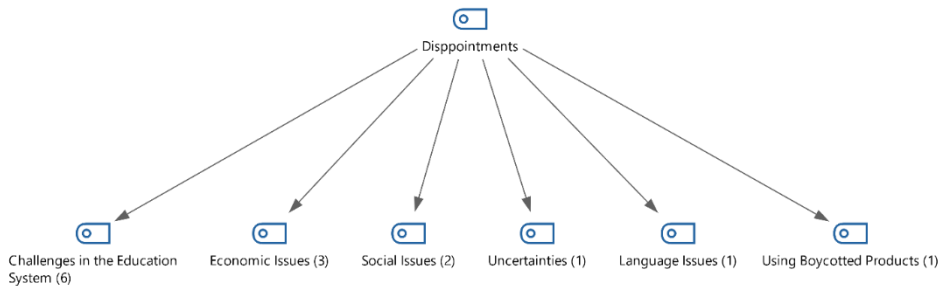 Disppointments
Challenges in the Education
System (6)
Economic Issues (3)
Social Issues (2)
Uncertainties (1)
Language Issues (1)
Using Boycotted Products (1)